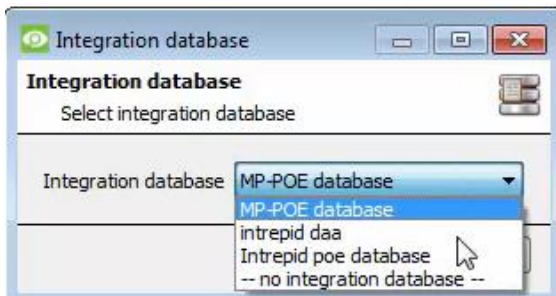 Integration database
Integration database
Select integration database
Integration database MP-POE database
MP-POE database
intrepid daa
Intrepid poe database
-- no integration database --